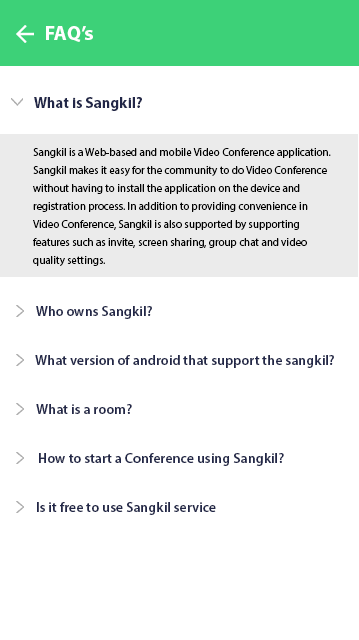 FAQ's
What is Sangkil?
Sangkil is a Web-based and mobile Video Conference application.
Sangkil makes it easy for the community to do Video Conference
without having to install the application on the device and
registration process. In addition to providing convenience in
Video Conference, Sangkil is also supported by supporting
features such as invite, screen sharing, group chat and video
quality settings.
Who owns Sangkil?
What version of android that support the sangkil?
What is a room?
How to start a Conference using Sangkil?
Is it free to use Sangkil service